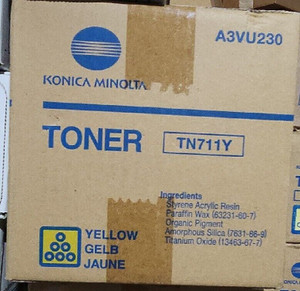 A3VU230
KONICA MINOLTA
TONER
TN711Y
Ingredients
Styrene Acrylic Resin
Paraffin Wax (63231-60-7)
Organic Pigment
Amorphous Silica (7631-86-9)
Titanium Oxide (13463-67-7)
YELLOW
GELB
JAUNE